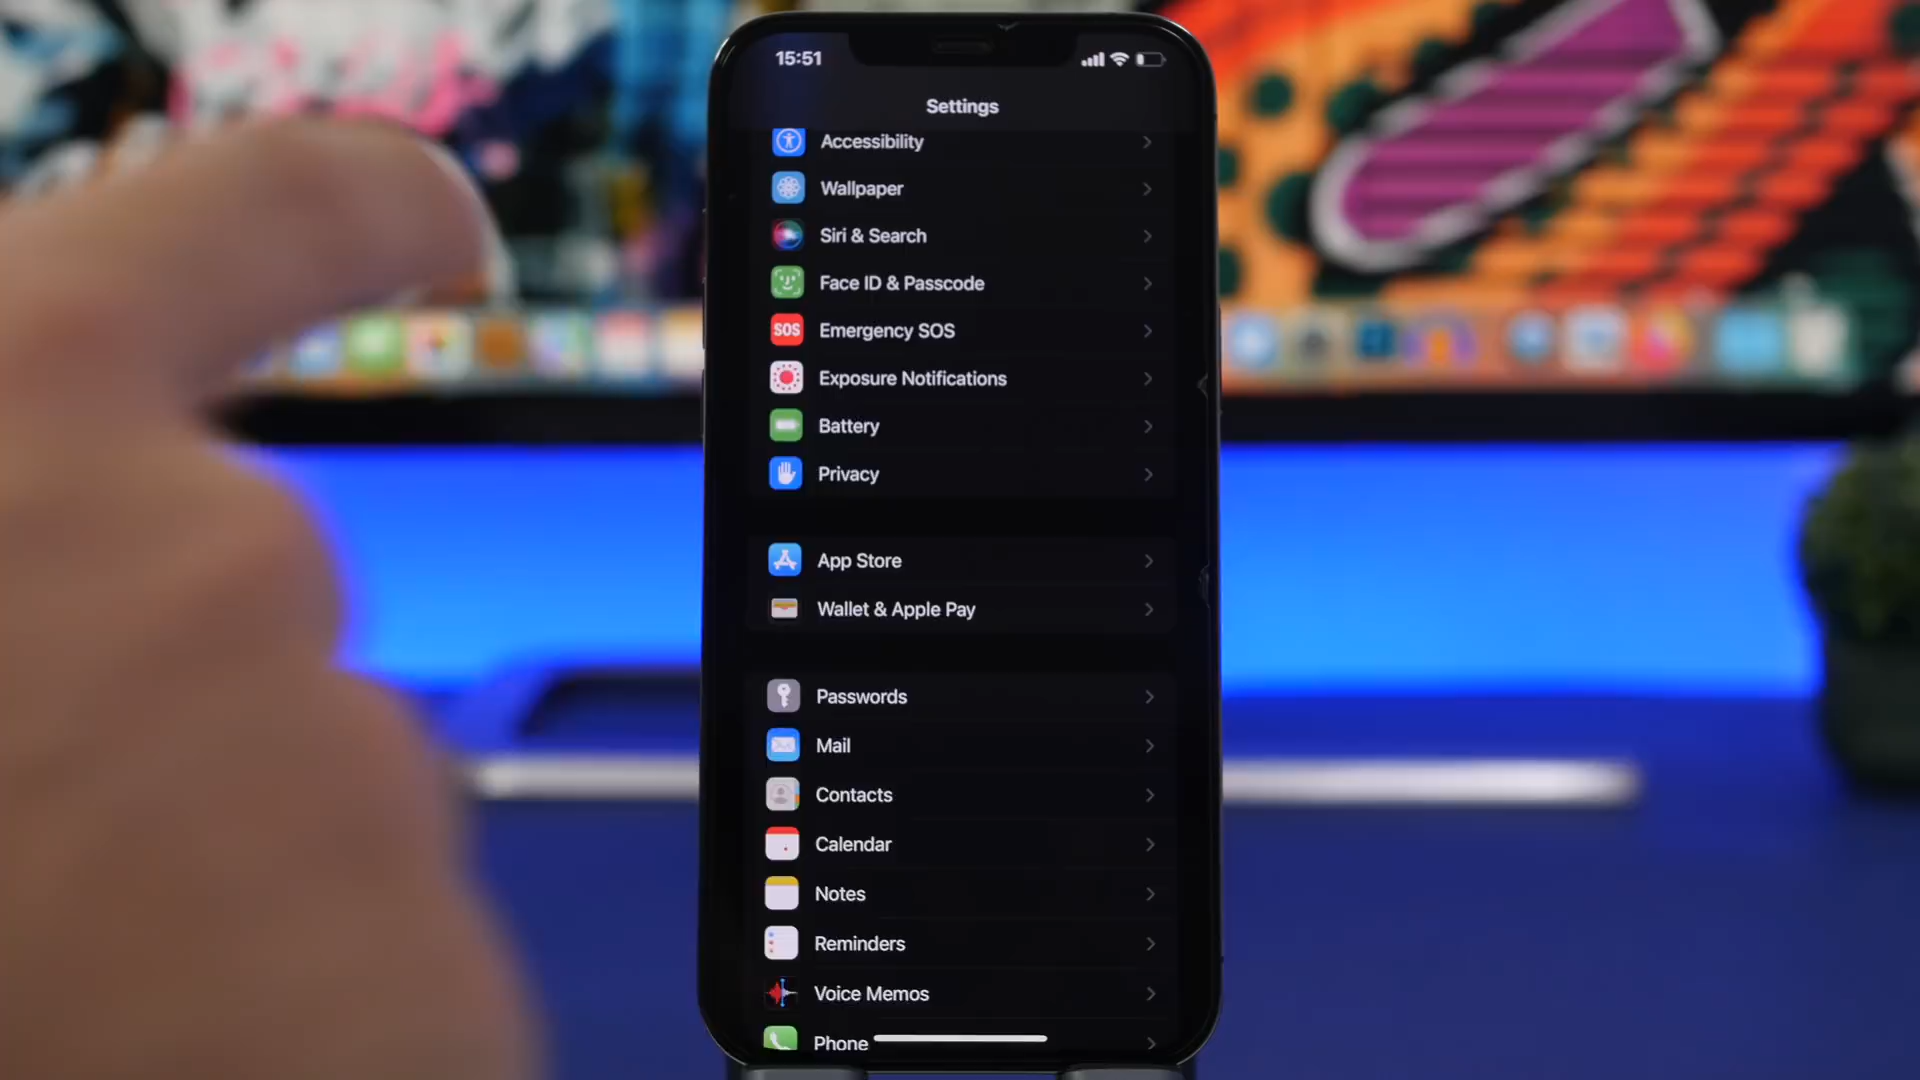 15:51
Settings
Accessibility
Wallpaper
Siri & Search
Face ID & Passcode
SOS
Emergency SOS
Exposure Notifications
Battery
Privacy
App Store
Wallet & Apple Pay
Passwords
Mail
Contacts
Calendar
Notes
Reminders
Voice Memos
Phone